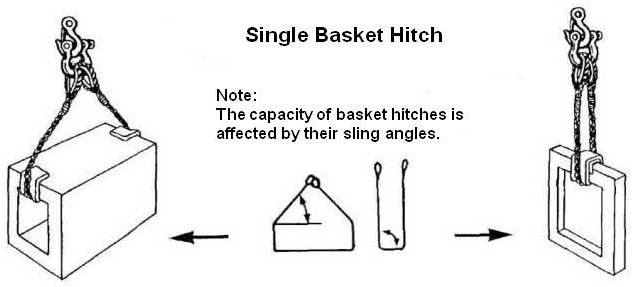 Single Basket Hitch
Note:
The capacity of basket hitches is
affected by their sling angles.